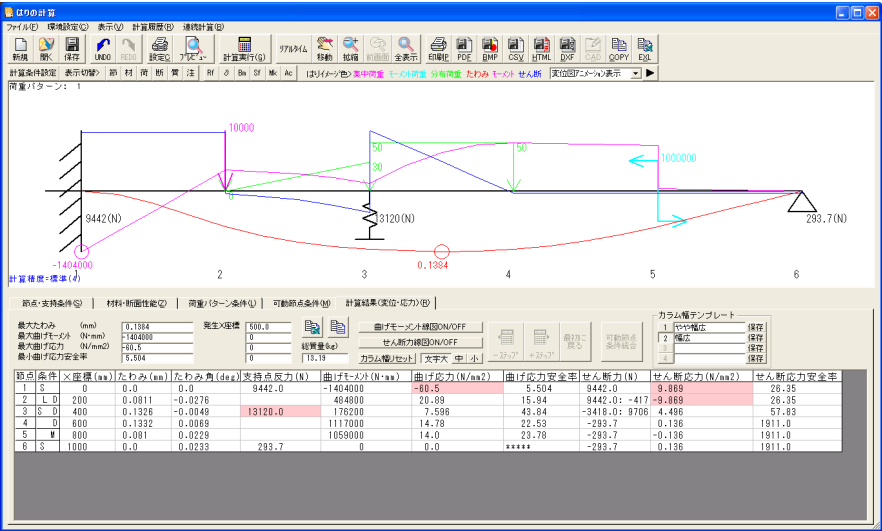 はりの計算
ファイル(F) 環境設定(C) 表示(V) 計算履歴(R) 連続計算(B)
新規 開く 保存 UNDO REDO 設定Q プレビュー 計算実行(G) リアルタイム 移動 拡縮 前画面 全表示 印刷P PDF BMP CSV HTML DXF CAD COPY EXL
計算条件設定 表示切替> 節 材 荷 断 質 注 Rf ∂ Bm Sf Mk Ac はりイメージ色> 集中荷重 モーメント荷重 分布荷重 たわみ モーメント せん断 変位図アニメーション表示
荷重パターン: 1
10000
50
50
30
1000000
0
9442(N)
3120(N)
293.7(N)
-1404000
0.1384
計算精度=標準(4)
1 2 3 4 5 6
節点・支持条件(S) 材料・断面性能(Z) 荷重パターン条件(L) 可動節点条件(M) 計算結果(変位・応力)(R)
最大たわみ (mm) 0.1384 発生X座標 500.0
最大曲げモーメント (N・mm) -1404000 0
最大曲げ応力 (N/mm2) -60.5 0
最小曲げ応力安全率 5.504 0
総質量(kg)
13.19
曲げモーメント線図ON/OFF
せん断力線図ON/OFF
カラム幅リセット 文字大 中 小
－ステップ ＋ステップ 最初に戻る 可動節点条件統合
カラム幅テンプレート
1 やや幅広 保存
2 幅広 保存
3 保存
4 保存
節点 条件 X座標(mm) たわみ(mm) たわみ角(deg) 支持点反力(N) 曲げモーメント(N・mm) 曲げ応力(N/mm2) 曲げ応力安全率 せん断力(N) せん断応力(N/mm2) せん断応力安全率
1 S 0 0.0 9442.0 -1404000 -60.5 5.504 9442.0 9.869 26.35
2 L D 200 0.0811 -0.0276 484800 20.89 15.94 9442.0: -417 -9.869 26.35
3 S D 400 0.1326 -0.0049 13120.0 176200 7.596 43.84 -3418.0: 9706 4.496 57.83
4 D 600 0.1332 0.0069 1117000 14.78 22.53 -293.7 0.136 1911.0
5 M 800 0.081 0.0229 1059000 14.0 23.78 -293.7 -0.136 1911.0
6 S 1000 0.0 0.0233 293.7 0 0.0 ***** -293.7 0.136 1911.0